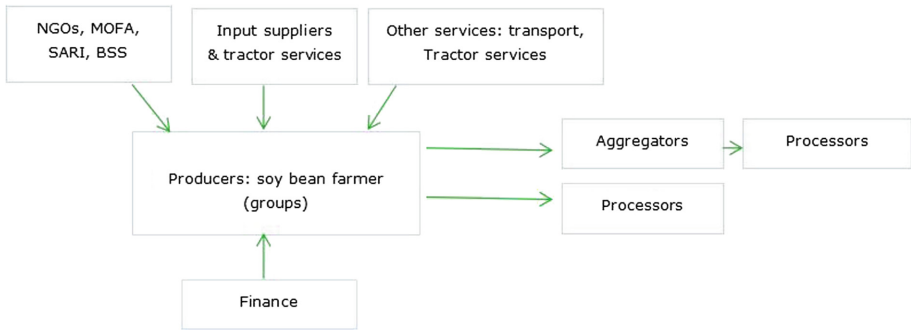 NGOs, MOFA,
SARI, BSS
Input suppliers
& tractor services
Other services: transport,
Tractor services
Producers: soy bean farmer
(groups)
Aggregators
Processors
Processors
Finance